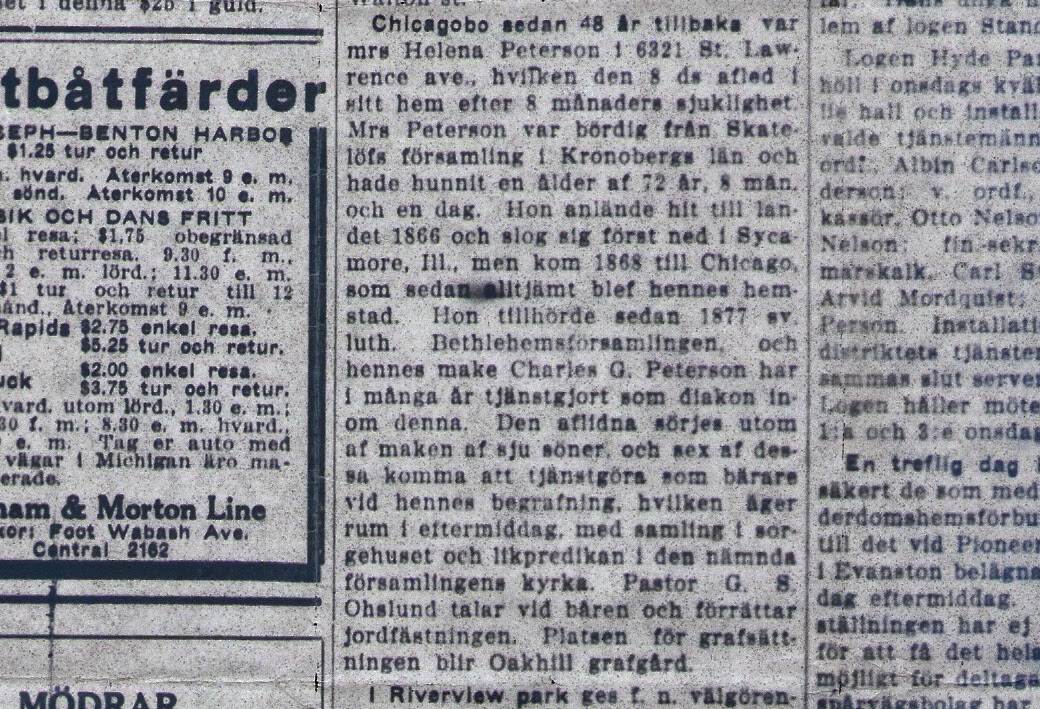 et i denna $25 i guld.
tbåtfärder
SEPH—BENTON HARBOR
$1.25 tur och retur
. hvard. Återkomst 9 e. m.
sönd. Återkomst 10 e. m.
SIK OCH DANS FRITT
el resa; $1,75 obegränsad
h returresa. 9.30 f. m.,
2 e. m. lörd.; 11.30 e. m.
$1 tur och retur till 12
ånd., Återkomst 9 e. m.
Rapids $2.75 enkel resa.
$5.25 tur och retur.
$2.00 enkel resa.
uck $3.75 tur och retur.
vard. utom lörd., 1.30 e. m.;
30 f. m.; 8.30 e. m. hvard.,
e. m. Tag er auto med
vägar i Michigan äro ma-
erade.
ham & Morton Line
kor: Foot Wabash Ave.
Central 2162
MÖDRAR
Chicagobo sedan 48 år tillbaka var
mrs Helena Peterson i 6321 St. Law-
rence ave., hvilken den 8 ds afled i
sitt hem efter 8 månaders sjuklighet.
Mrs Peterson var bördig från Skate-
löfs församling i Kronobergs län och
hade hunnit en ålder af 72 år, 8 mån.
och en dag. Hon anlände hit till lan-
det 1866 och slog sig först ned i Syca-
more, Ill., men kom 1868 till Chicago,
som sedan alltjämt blef hennes hem-
stad. Hon tillhörde sedan 1877 sv.
luth. Bethlehemsförsamlingen, och
hennes make Charles G. Peterson har
i många år tjänstgjort som diakon in-
om denna. Den aflidna sörjes utom
af maken af sju söner, och sex af des-
sa komma att tjänstgöra som bärare
vid hennes begrafning, hvilken äger
rum i eftermiddag, med samling i sor-
gehuset och likpredikan i den nämnda
församlingens kyrka. Pastor G. S.
Ohslund talar vid båren och förrättar
jordfästningen. Platsen för grafsätt-
ningen blir Oakhill grafgård.
I Riverview park ges f. n. välgören-
lem af logen Stand
Logen Hyde Par
höll i onsdags kväl
lie hall och install
valde tjänstemänn
ordf., Albin Carlso
derson; v. ordf.,
kassör, Otto Nelso
Nelson; fin.-sekr.
marskalk, Carl S
Arvid Mordquist;
Person. Installati
distriktets tjänster
sammas slut server
Logen håller möte
1:a och 3:e onsdag
En treflig dag
säkert de som med
derdomshemsförbu
till det vid Pioneer
i Evanston belägna
dag eftermiddag.
ställningen har ej
för att få det hela
möjligt för deltaga
spårvägsbolag har